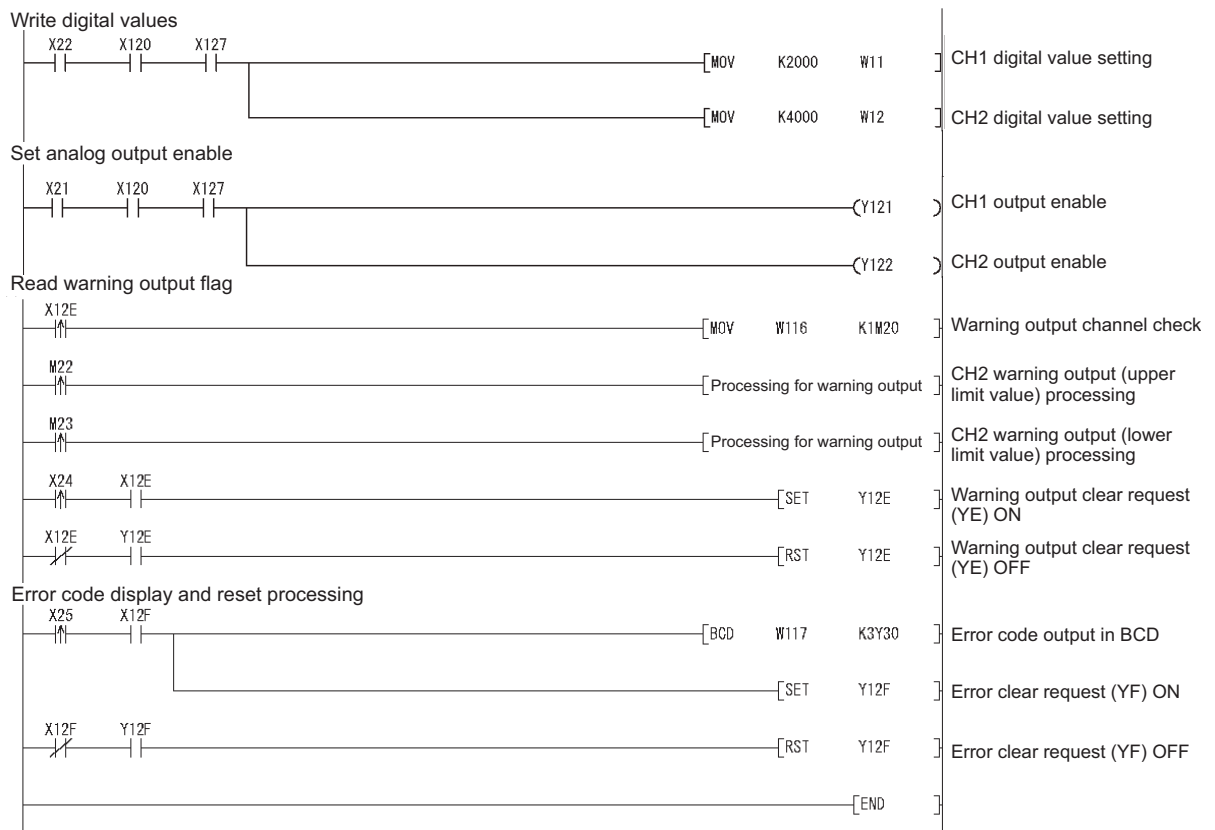 Write digital values
X22 X120 X127
MOV K2000 W11 CH1 digital value setting
MOV K4000 W12 CH2 digital value setting
Set analog output enable
X21 X120 X127
Y121 CH1 output enable
Y122 CH2 output enable
Read warning output flag
X12E
MOV W116 K1M20 Warning output channel check
M22
Processing for warning output
CH2 warning output (upper
limit value) processing
M23
Processing for warning output
CH2 warning output (lower
limit value) processing
X24 X12E
SET Y12E
Warning output clear request
(YE) ON
X12E Y12E
RST Y12E
Warning output clear request
(YE) OFF
Error code display and reset processing
X25 X12F
BCD W117 K3Y30 Error code output in BCD
SET Y12F Error clear request (YF) ON
X12F Y12F
RST Y12F Error clear request (YF) OFF
END